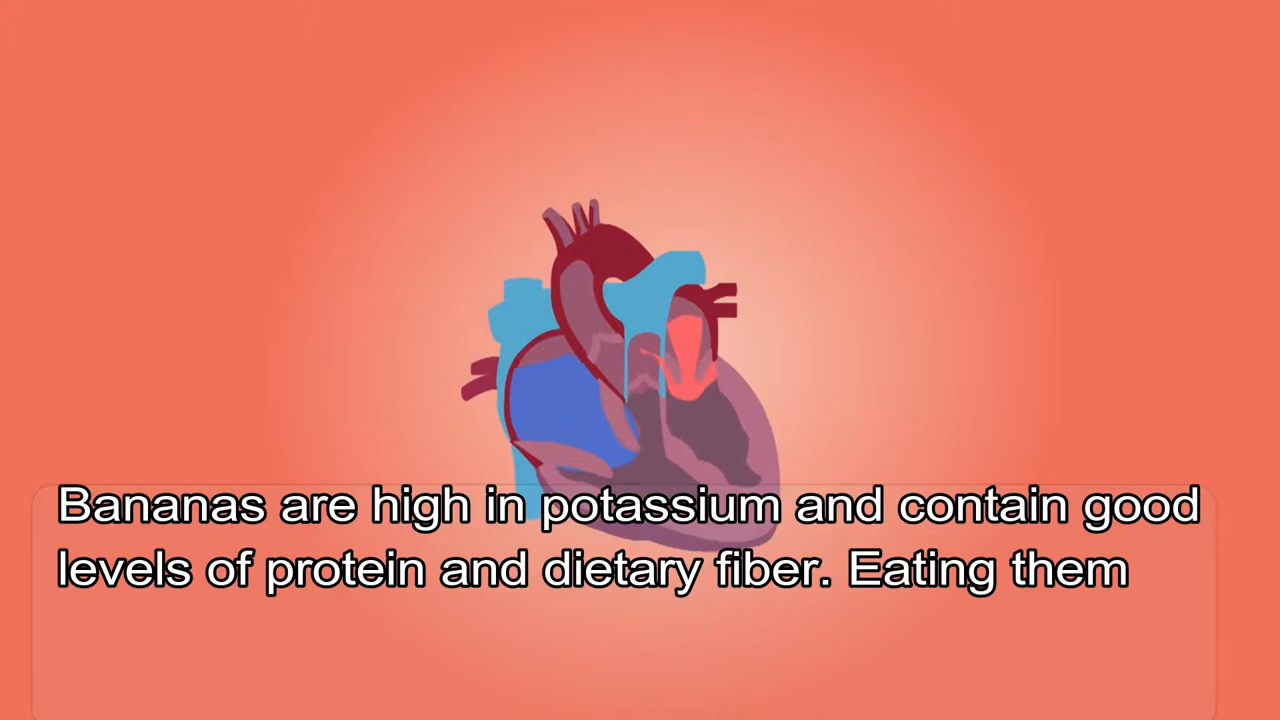 Bananas are high in potassium and contain good
levels of protein and dietary fiber. Eating them